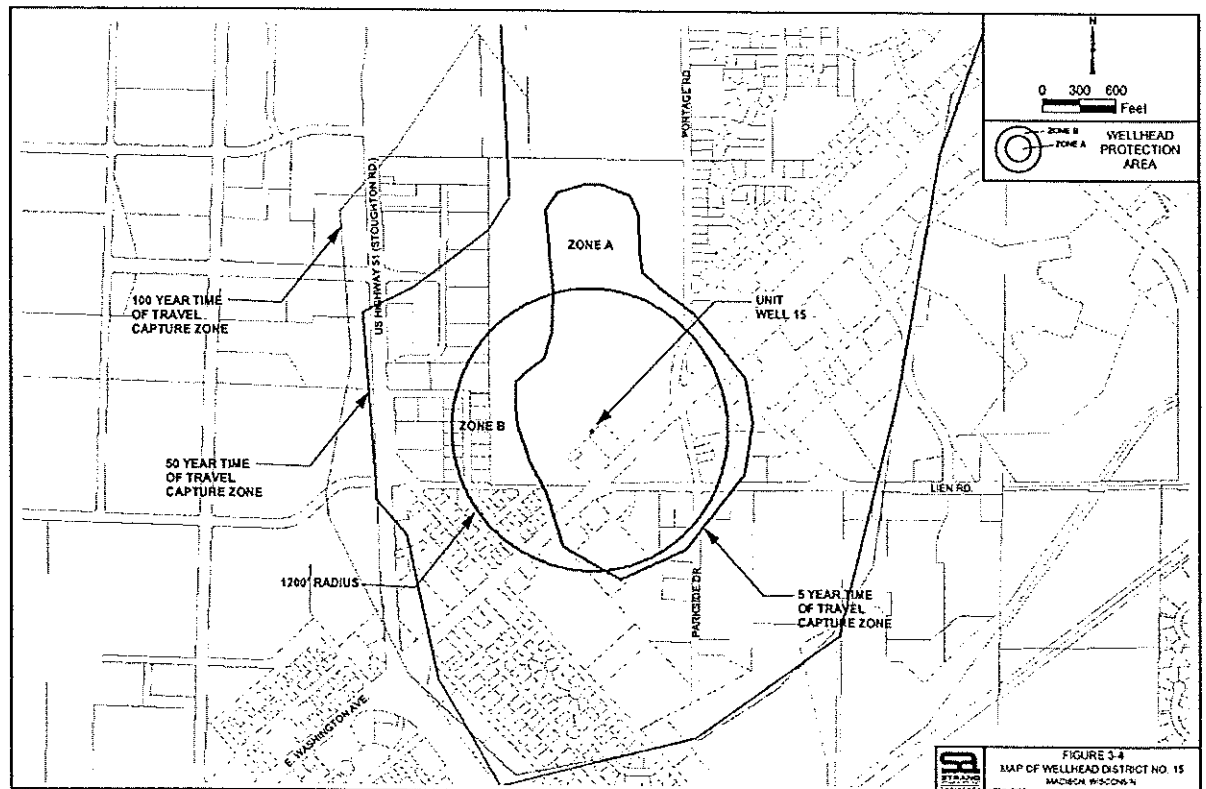 N
0 300 600
Feet
ZONE B
ZONE A
WELLHEAD
PROTECTION
AREA
PORTAGE RD.
US HIGHWAY 51 (STOUGHTON RD.)
ZONE A
100 YEAR TIME
OF TRAVEL
CAPTURE ZONE
UNIT
WELL 15
ZONE B
50 YEAR TIME
OF TRAVEL
CAPTURE ZONE
LIEN RD.
1200' RADIUS
5 YEAR TIME
OF TRAVEL
CAPTURE ZONE
PARKSIDE DR.
E. WASHINGTON AVE.
sa
STRAND
FIGURE 3-4
MAP OF WELLHEAD DISTRICT NO. 15
MADISON, WISCONSIN